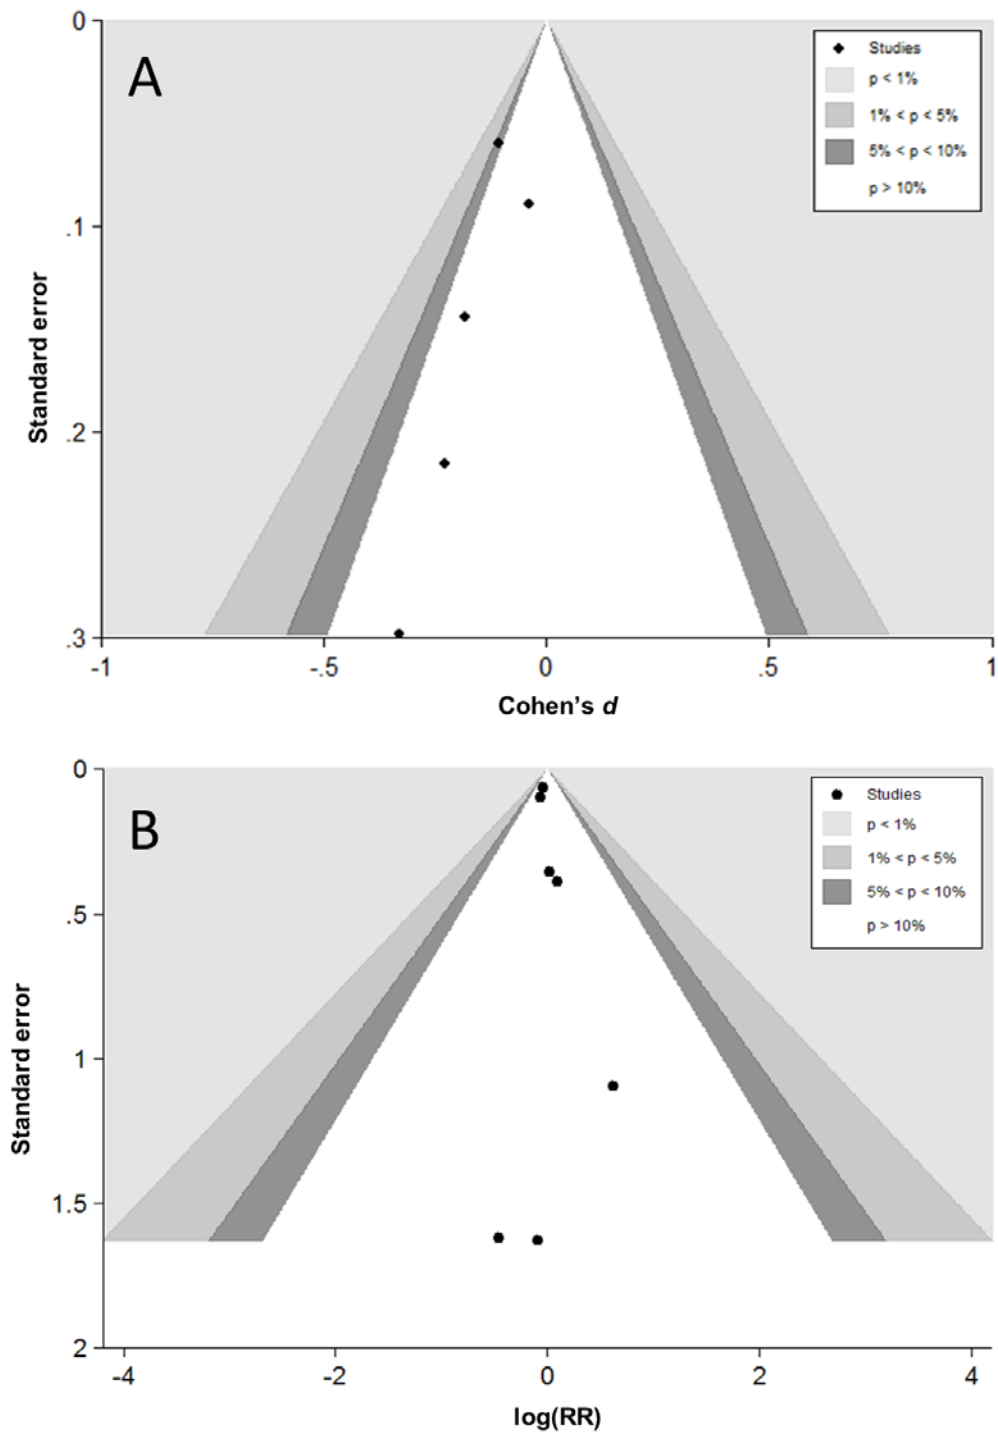 A
0
.1
.2
.3
Standard error
-1
-.5
0
.5
1
Cohen's d
Studies
p < 1%
1% < p < 5%
5% < p < 10%
p > 10%
B
0
.5
1
1.5
2
Standard error
-4
-2
0
2
4
log(RR)
Studies
p < 1%
1% < p < 5%
5% < p < 10%
p > 10%